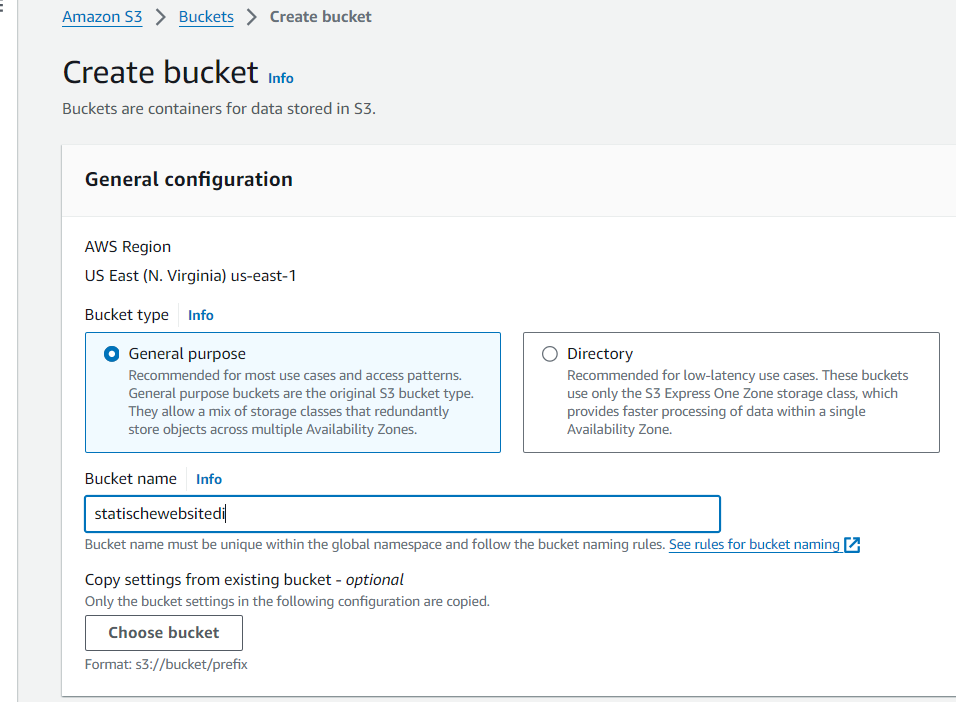 Amazon S3 > Buckets > Create bucket
Create bucket Info
Buckets are containers for data stored in S3.
General configuration
AWS Region
US East (N. Virginia) us-east-1
Bucket type Info
General purpose
Recommended for most use cases and access patterns.
General purpose buckets are the original S3 bucket type.
They allow a mix of storage classes that redundantly
store objects across multiple Availability Zones.
Directory
Recommended for low-latency use cases. These buckets
use only the S3 Express One Zone storage class, which
provides faster processing of data within a single
Availability Zone.
Bucket name Info
statischewebsitedi
Bucket name must be unique within the global namespace and follow the bucket naming rules. See rules for bucket naming
Copy settings from existing bucket - optional
Only the bucket settings in the following configuration are copied.
Choose bucket
Format: s3://bucket/prefix